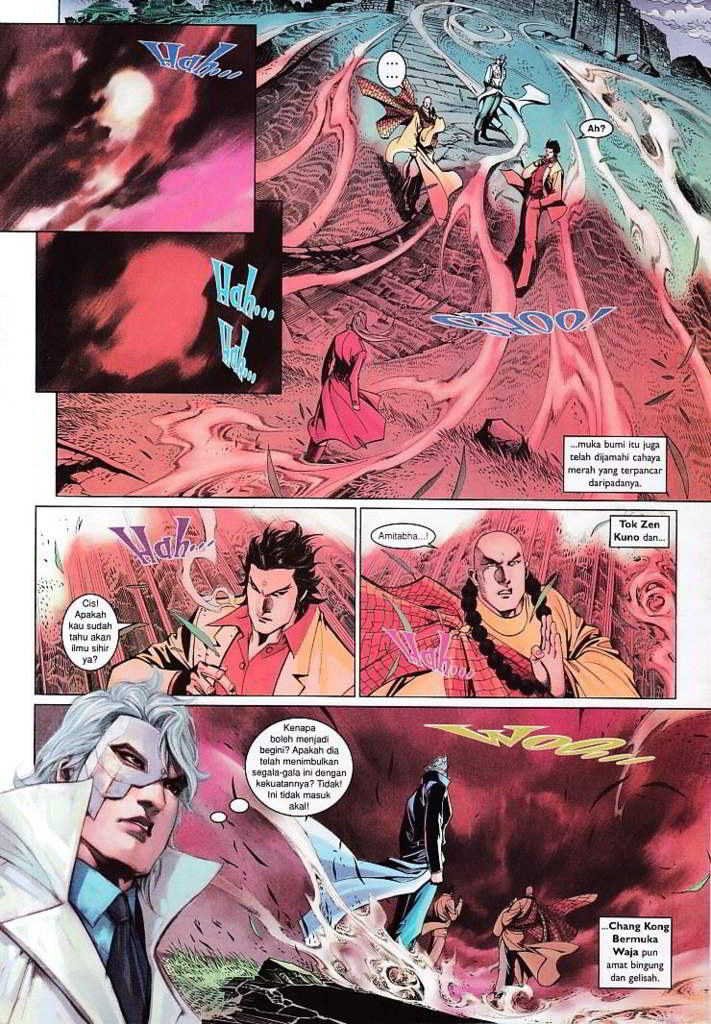 Hah...
...
...
Ah?
Hah...
Hah...
...muka bumi itu juga
telah dijamahi cahaya
merah yang terpancar
daripadanya.
Hah...
Cis!
Apakah
kau sudah
tahu akan
ilmu sihir
ya?
Amitabha...!
Tok Zen
Kuno dan...
Hah...
Kenapa
boleh menjadi
begini? Apakah dia
telah menimbulkan
segala-gala ini dengan
kekuatannya? Tidak!
Ini tidak masuk
akal!
...Chang Kong
Bermuka
Waja pun
amat bingung
dan gelisah.